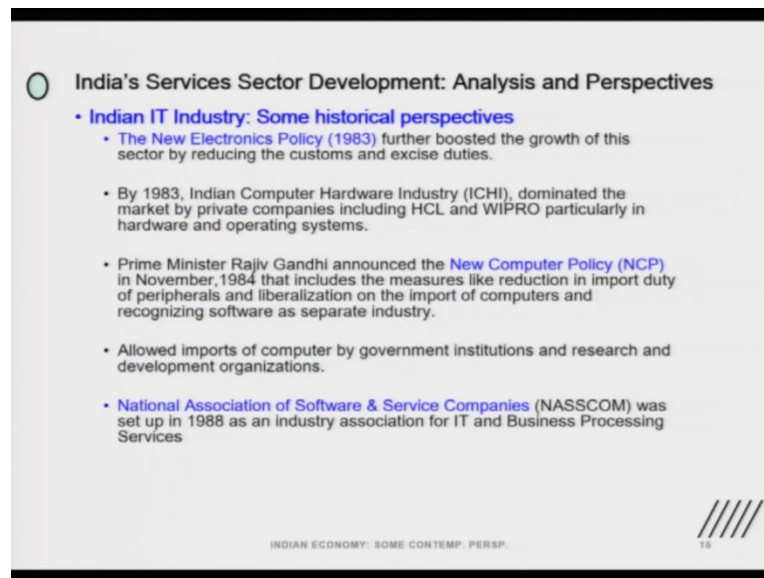 India's Services Sector Development: Analysis and Perspectives
• Indian IT Industry: Some historical perspectives
• The New Electronics Policy (1983) further boosted the growth of this
sector by reducing the customs and excise duties.
• By 1983, Indian Computer Hardware Industry (ICHI), dominated the
market by private companies including HCL and WIPRO particularly in
hardware and operating systems.
• Prime Minister Rajiv Gandhi announced the New Computer Policy (NCP)
in November,1984 that includes the measures like reduction in import duty
of peripherals and liberalization on the import of computers and
recognizing software as separate industry.
• Allowed imports of computer by government institutions and research and
development organizations.
• National Association of Software & Service Companies (NASSCOM) was
set up in 1988 as an industry association for IT and Business Processing
Services
INDIAN ECONOMY: SOME CONTEMP. PERSP.